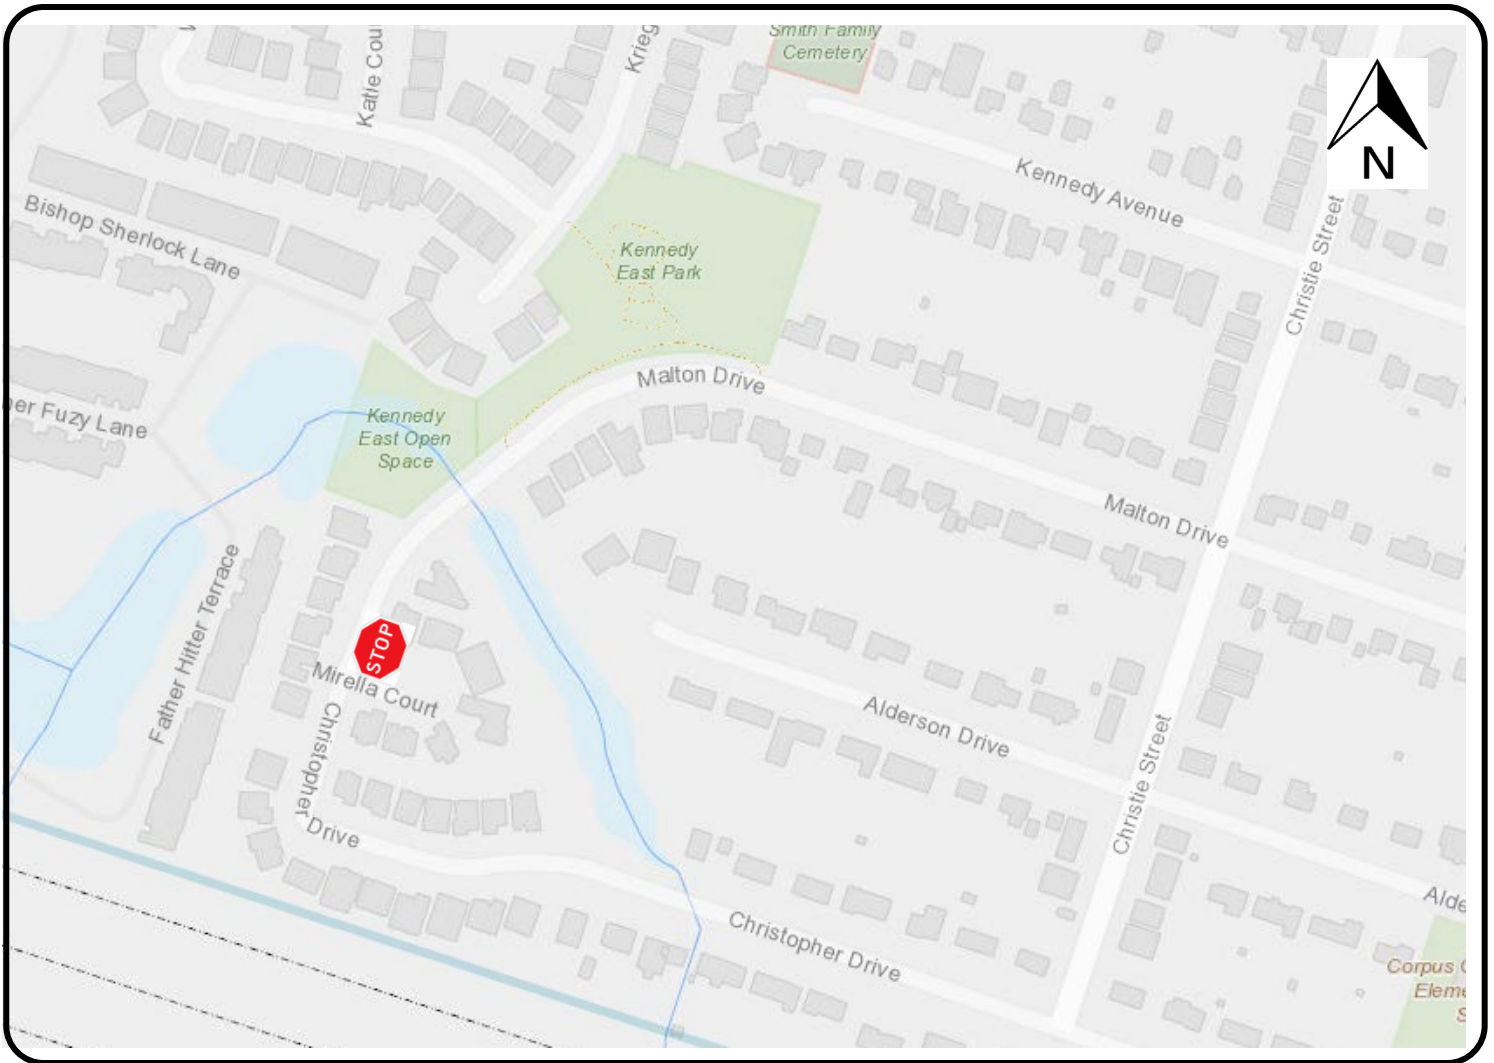 Katie Cou
Krieg
Smith Family
Cemetery
N
Kennedy Avenue
Christie Street
Bishop Sherlock Lane
Kennedy
East Park
Malton Drive
Kennedy
East Open
Space
her Fuzy Lane
Malton Drive
Father Hitter Terrace
STOP
Mirella Court
Christopher Drive
Alderson Drive
Christie Street
Christopher Drive
Alde
Corpus
Eleme
S